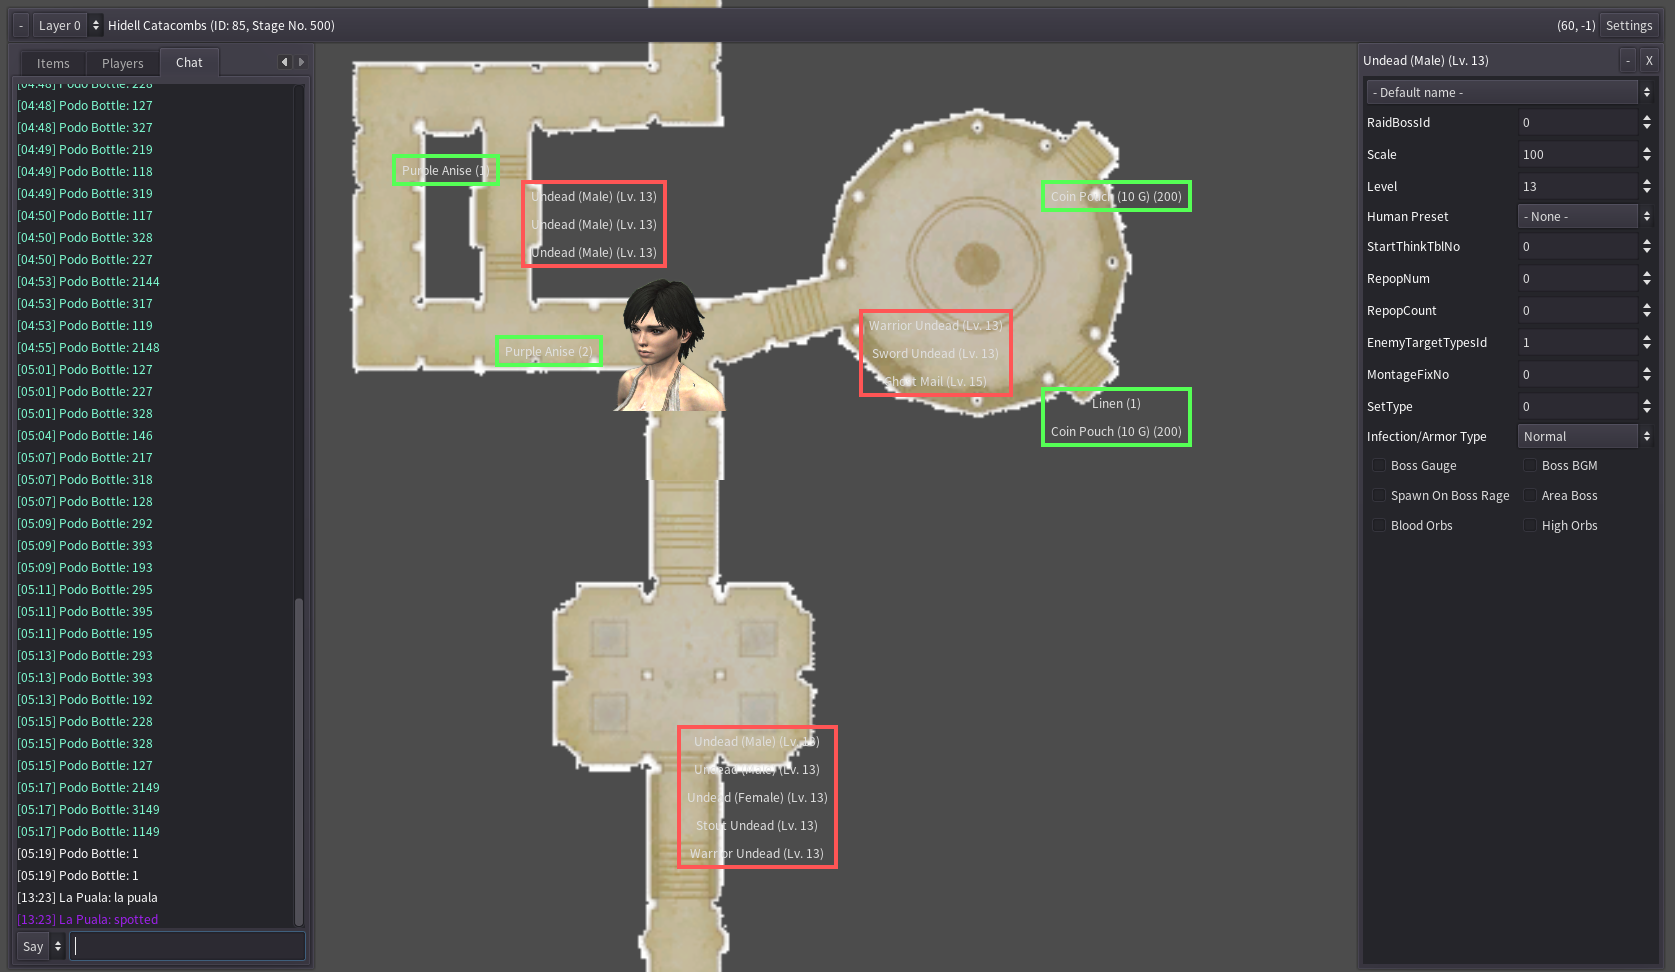 - Layer 0 Hidell Catacombs (ID: 85, Stage No. 500) (60, -1) Settings
Items Players Chat
[04:48] Podo Bottle: 228
[04:48] Podo Bottle: 127
[04:48] Podo Bottle: 327
[04:49] Podo Bottle: 219
[04:49] Podo Bottle: 118
[04:49] Podo Bottle: 319
[04:50] Podo Bottle: 117
[04:50] Podo Bottle: 328
[04:50] Podo Bottle: 227
[04:53] Podo Bottle: 2144
[04:53] Podo Bottle: 317
[04:53] Podo Bottle: 119
[04:55] Podo Bottle: 2148
[05:01] Podo Bottle: 127
[05:01] Podo Bottle: 227
[05:01] Podo Bottle: 328
[05:04] Podo Bottle: 146
[05:07] Podo Bottle: 217
[05:07] Podo Bottle: 318
[05:07] Podo Bottle: 128
[05:09] Podo Bottle: 292
[05:09] Podo Bottle: 393
[05:09] Podo Bottle: 193
[05:11] Podo Bottle: 295
[05:11] Podo Bottle: 395
[05:11] Podo Bottle: 195
[05:13] Podo Bottle: 293
[05:13] Podo Bottle: 393
[05:13] Podo Bottle: 192
[05:15] Podo Bottle: 228
[05:15] Podo Bottle: 328
[05:15] Podo Bottle: 127
[05:17] Podo Bottle: 2149
[05:17] Podo Bottle: 3149
[05:17] Podo Bottle: 1149
[05:19] Podo Bottle: 1
[05:19] Podo Bottle: 1
[13:23] La Puala: la puala
[13:23] La Puala: spotted
Say
Purple Anise (1)
Undead (Male) (Lv. 13)
Undead (Male) (Lv. 13)
Undead (Male) (Lv. 13)
Purple Anise (2)
Coin Pouch (10 G) (200)
Warrior Undead (Lv. 13)
Sword Undead (Lv. 13)
Ghost Mail (Lv. 15)
Linen (1)
Coin Pouch (10 G) (200)
Undead (Male) (Lv. 13)
Undead (Male) (Lv. 13)
Undead (Female) (Lv. 13)
Stout Undead (Lv. 13)
Warrior Undead (Lv. 13)
Undead (Male) (Lv. 13) - X
- Default name -
RaidBossId 0
Scale 100
Level 13
Human Preset - None -
StartThinkTblNo 0
RepopNum 0
RepopCount 0
EnemyTargetTypesId 1
MontageFixNo 0
SetType 0
Infection/Armor Type Normal
Boss Gauge Boss BGM
Spawn On Boss Rage Area Boss
Blood Orbs High Orbs